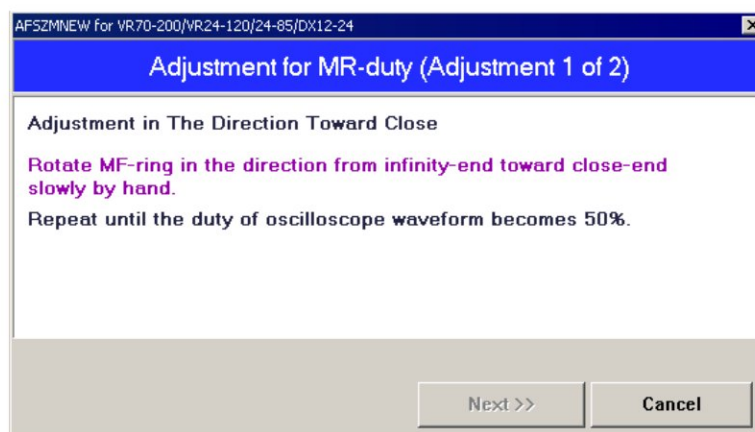 AFSZMNEW for VR70-200/VR24-120/24-85/DX12-24
Adjustment for MR-duty (Adjustment 1 of 2)
Adjustment in The Direction Toward Close
Rotate MF-ring in the direction from infinity-end toward close-end
slowly by hand.
Repeat until the duty of oscilloscope waveform becomes 50%.
Next >>
Cancel